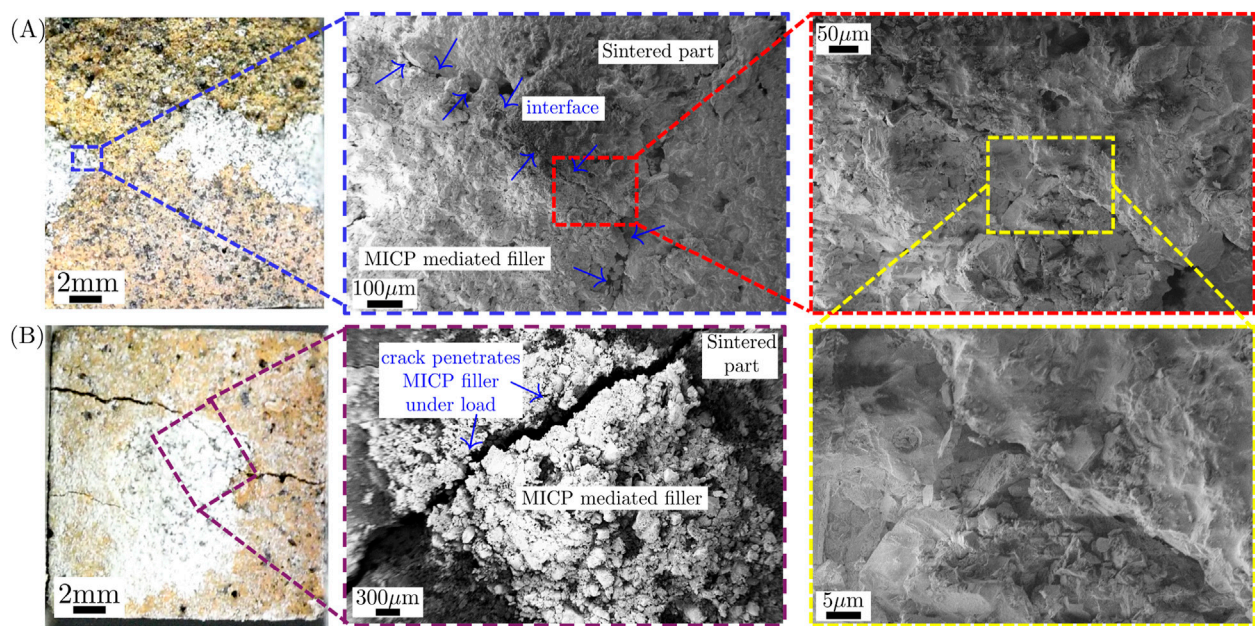 (A)
2mm
Sintered part
interface
MICP mediated filler
100μm
50μm
(B)
2mm
crack penetrates
MICP filler
under load
Sintered
part
MICP mediated filler
300μm
5μm